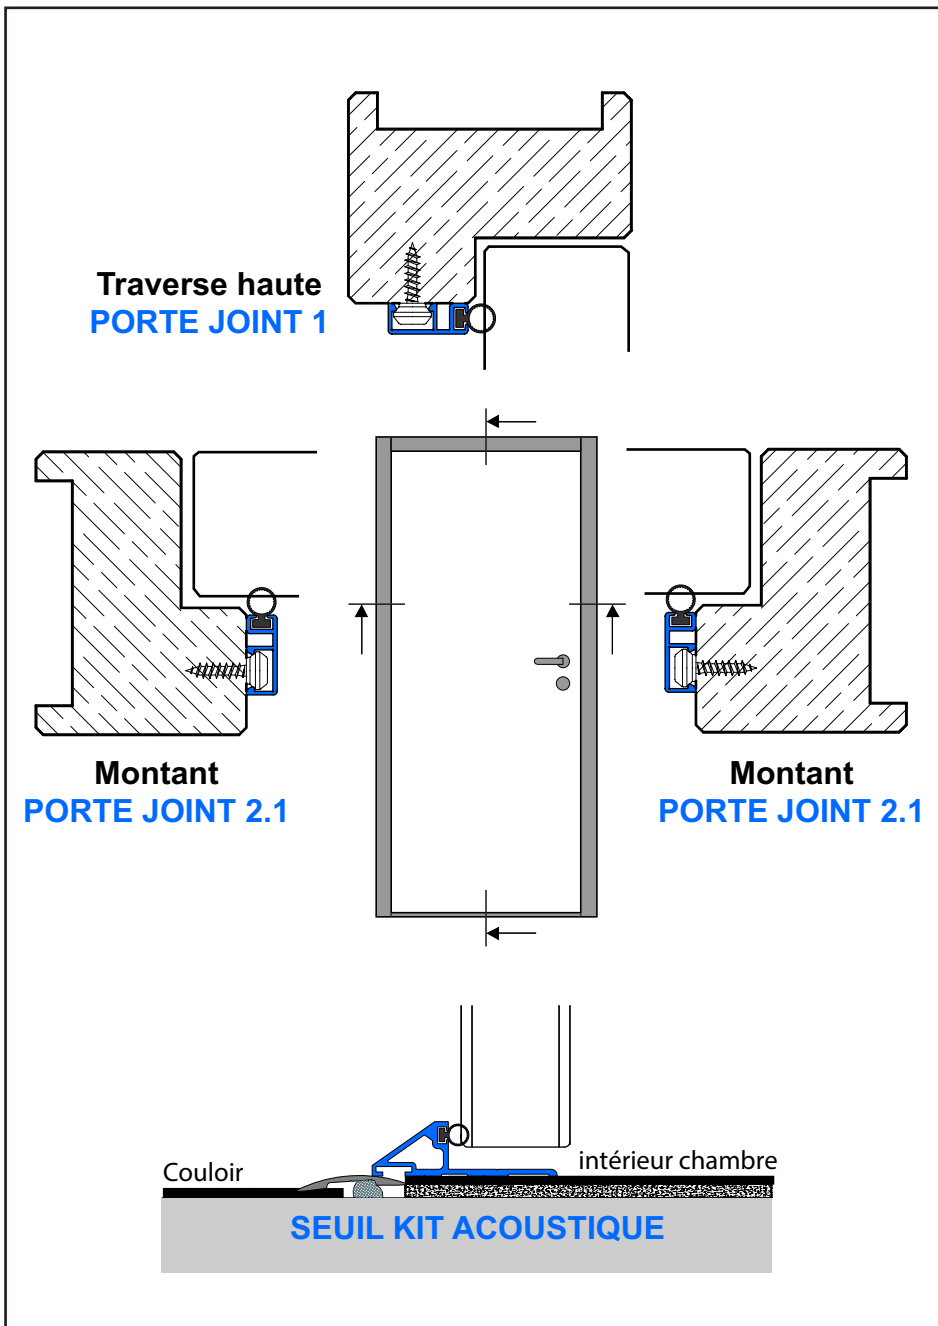 Traverse haute
PORTE JOINT 1
Montant
PORTE JOINT 2.1
Montant
PORTE JOINT 2.1
Couloir
intérieur chambre
SEUIL KIT ACOUSTIQUE